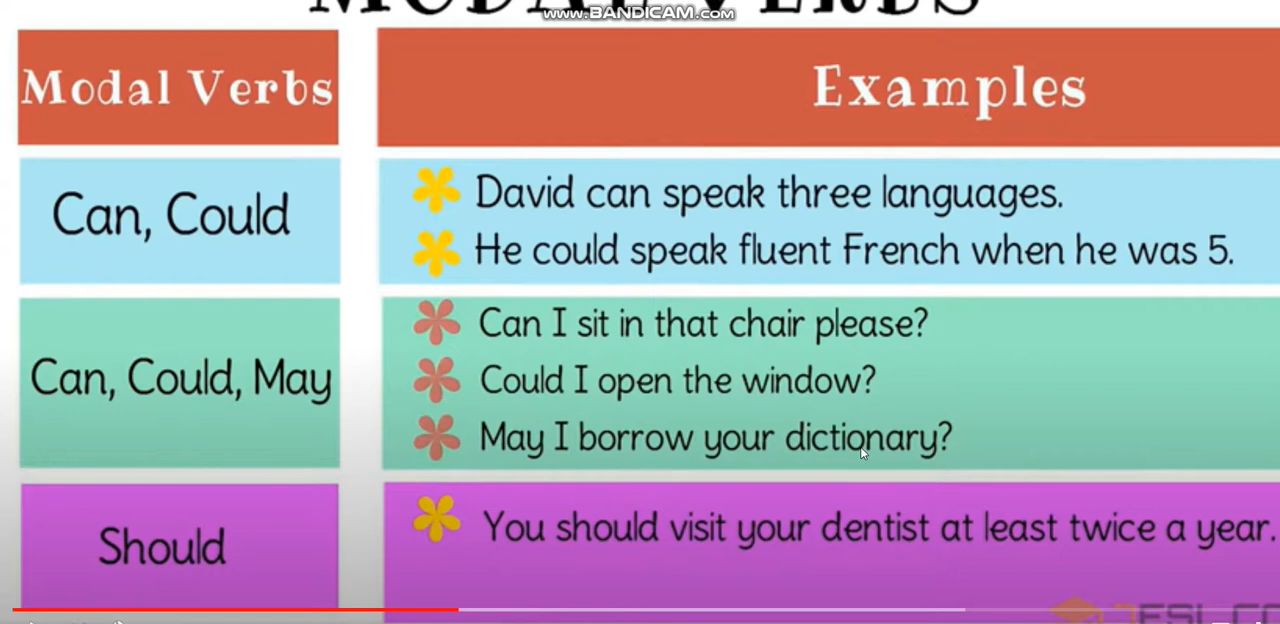 MODAL VERBS
www.BANDICAM.com
Modal Verbs
Examples
Can, Could
David can speak three languages.
He could speak fluent French when he was 5.
Can, Could, May
Can I sit in that chair please?
Could I open the window?
May I borrow your dictionary?
Should
You should visit your dentist at least twice a year.